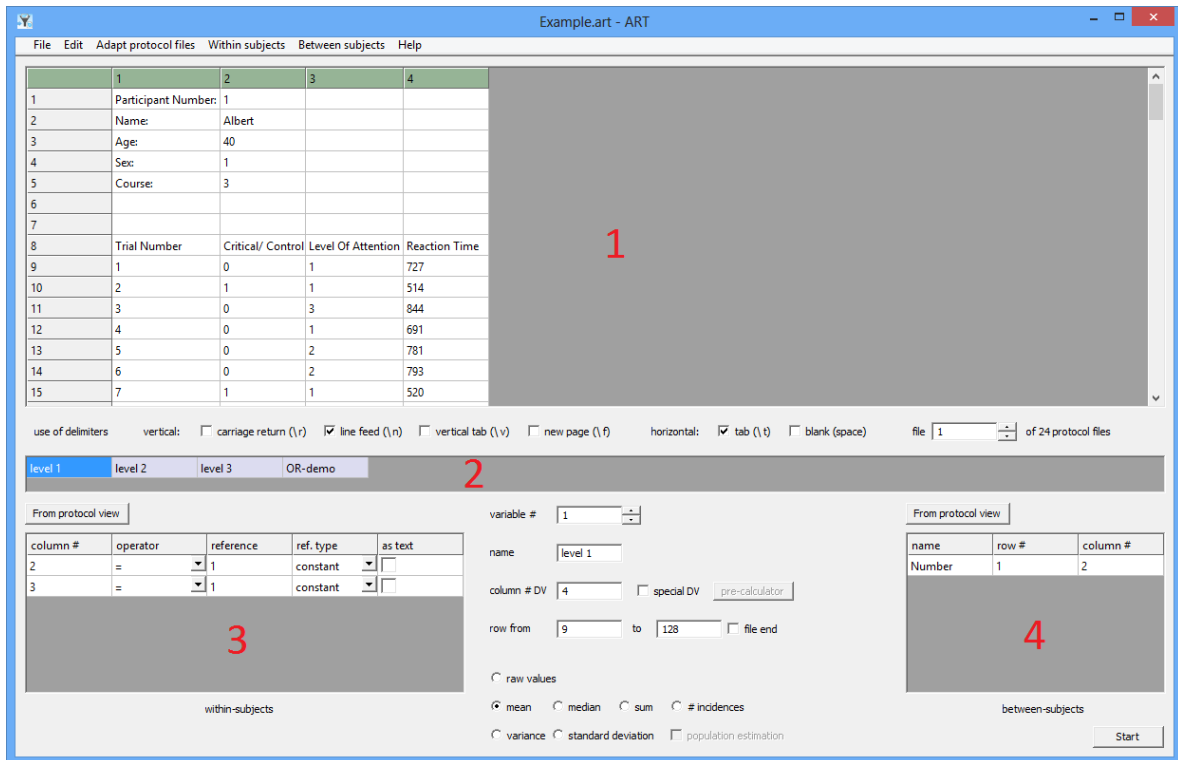 Example.art - ART
File Edit Adapt protocol files Within subjects Between subjects Help
1 2 3 4
1 Participant Number: 1
2 Name: Albert
3 Age: 40
4 Sex: 1
5 Course: 3
6
7
8 Trial Number Critical/ Control Level Of Attention Reaction Time
9 1 0 1 727
10 2 1 1 514
11 3 0 3 844
12 4 0 1 691
13 5 0 2 781
14 6 0 2 793
15 7 1 1 520
1
use of delimiters vertical: carriage return (\r) line feed (\n) vertical tab (\v) new page (\f) horizontal: tab (\t) blank (space) file 1 of 24 protocol files
level 1 level 2 level 3 OR-demo
2
From protocol view
column # operator reference ref. type as text
2 = 1 constant
3 = 1 constant
3
within-subjects
variable # 1
name level 1
column # DV 4 special DV pre-calculator
row from 9 to 128 file end
raw values
mean median sum # incidences
variance standard deviation population estimation
From protocol view
name row # column #
Number 1 2
4
between-subjects
Start